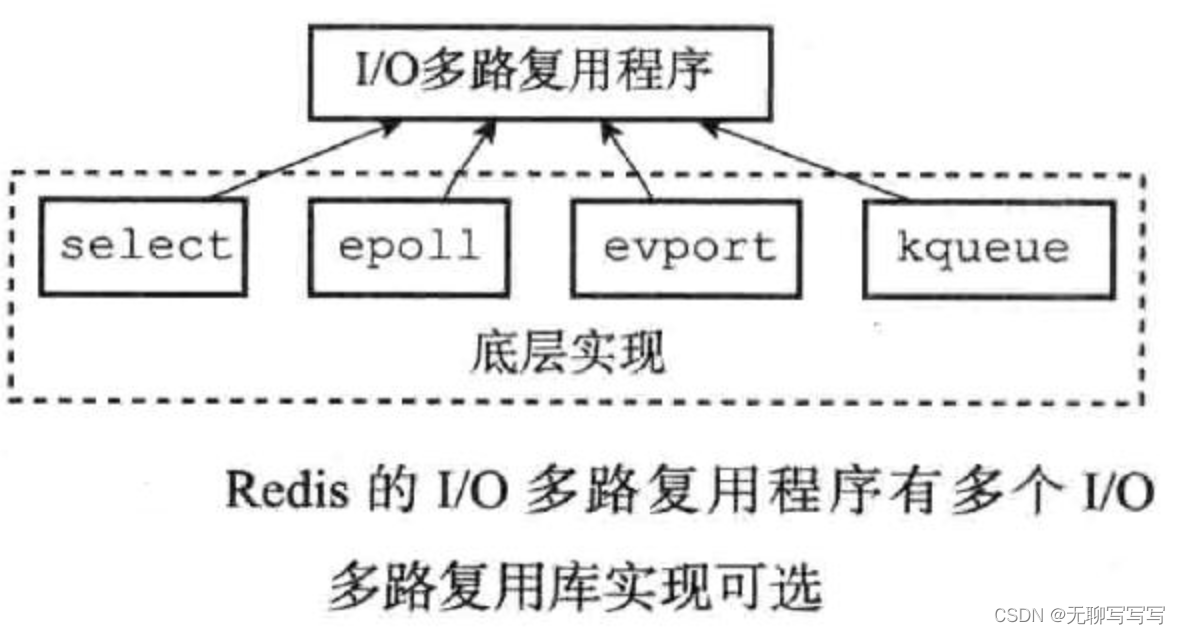 I/O多路复用程序
select epoll evport kqueue
底层实现
Redis 的 I/O 多路复用程序有多个 I/O
多路复用库实现可选
CSDN @无聊写写写